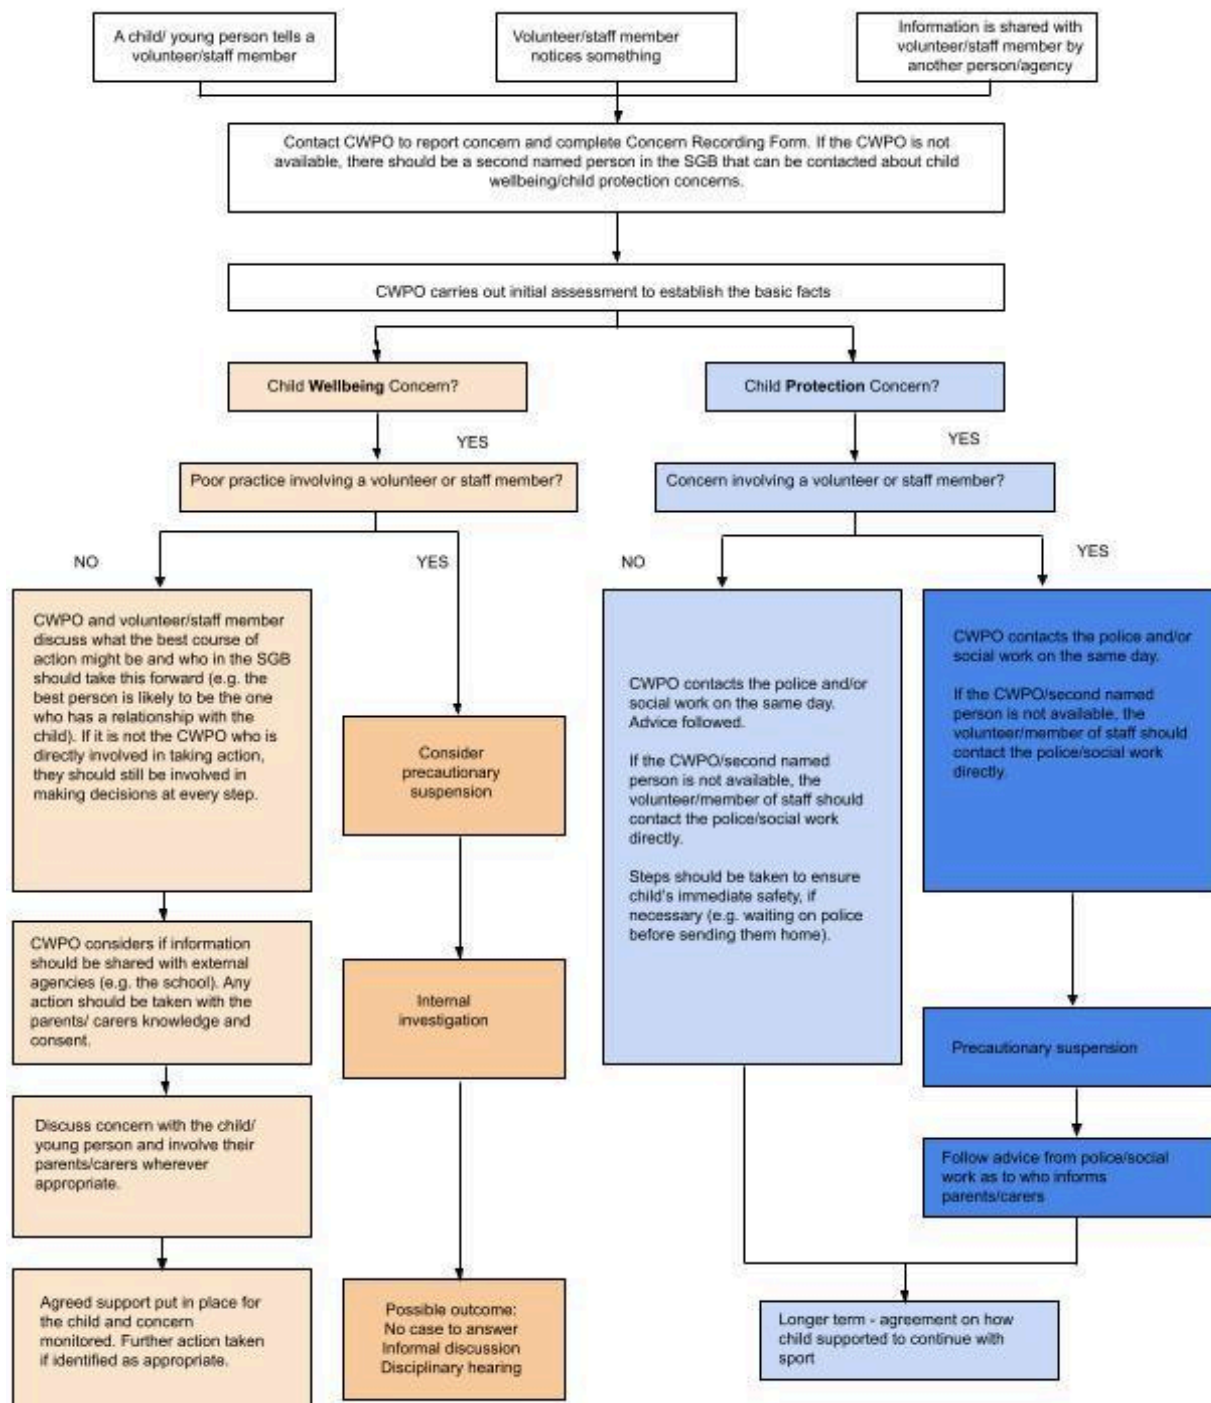 A child/ young person tells a
volunteer/staff member
Volunteer/staff member
notices something
Information is shared with
volunteer/staff member by
another person/agency
Contact CWPO to report concern and complete Concern Recording Form. If the CWPO is not
available, there should be a second named person in the SGB that can be contacted about child
wellbeing/child protection concerns.
CWPO carries out initial assessment to establish the basic facts
Child Wellbeing Concern?
Child Protection Concern?
YES
YES
Poor practice involving a volunteer or staff member?
Concern involving a volunteer or staff member?
NO
YES
NO
YES
CWPO and volunteer/staff member
discuss what the best course of
action might be and who in the SGB
should take this forward (e.g. the
best person is likely to be the one
who has a relationship with the
child). If it is not the CWPO who is
directly involved in taking action,
they should still be involved in
making decisions at every step.
Consider
precautionary
suspension
CWPO contacts the police and/or
social work on the same day.
Advice followed.
If the CWPO/second named
person is not available, the
volunteer/member of staff should
contact the police/social work
directly.
Steps should be taken to ensure
child's immediate safety, if
necessary (e.g. waiting on police
before sending them home).
CWPO contacts the police and/or
social work on the same day.
If the CWPO/second named
person is not available, the
volunteer/member of staff should
contact the police/social work
directly.
CWPO considers if information
should be shared with external
agencies (e.g. the school). Any
action should be taken with the
parents/ carers knowledge and
consent.
Internal
investigation
Precautionary suspension
Discuss concern with the child/
young person and involve their
parents/carers wherever
appropriate.
Follow advice from police/social
work as to who informs
parents/carers
Agreed support put in place for
the child and concern
monitored. Further action taken
if identified as appropriate.
Possible outcome:
No case to answer
Informal discussion
Disciplinary hearing
Longer term - agreement on how
child supported to continue with
sport